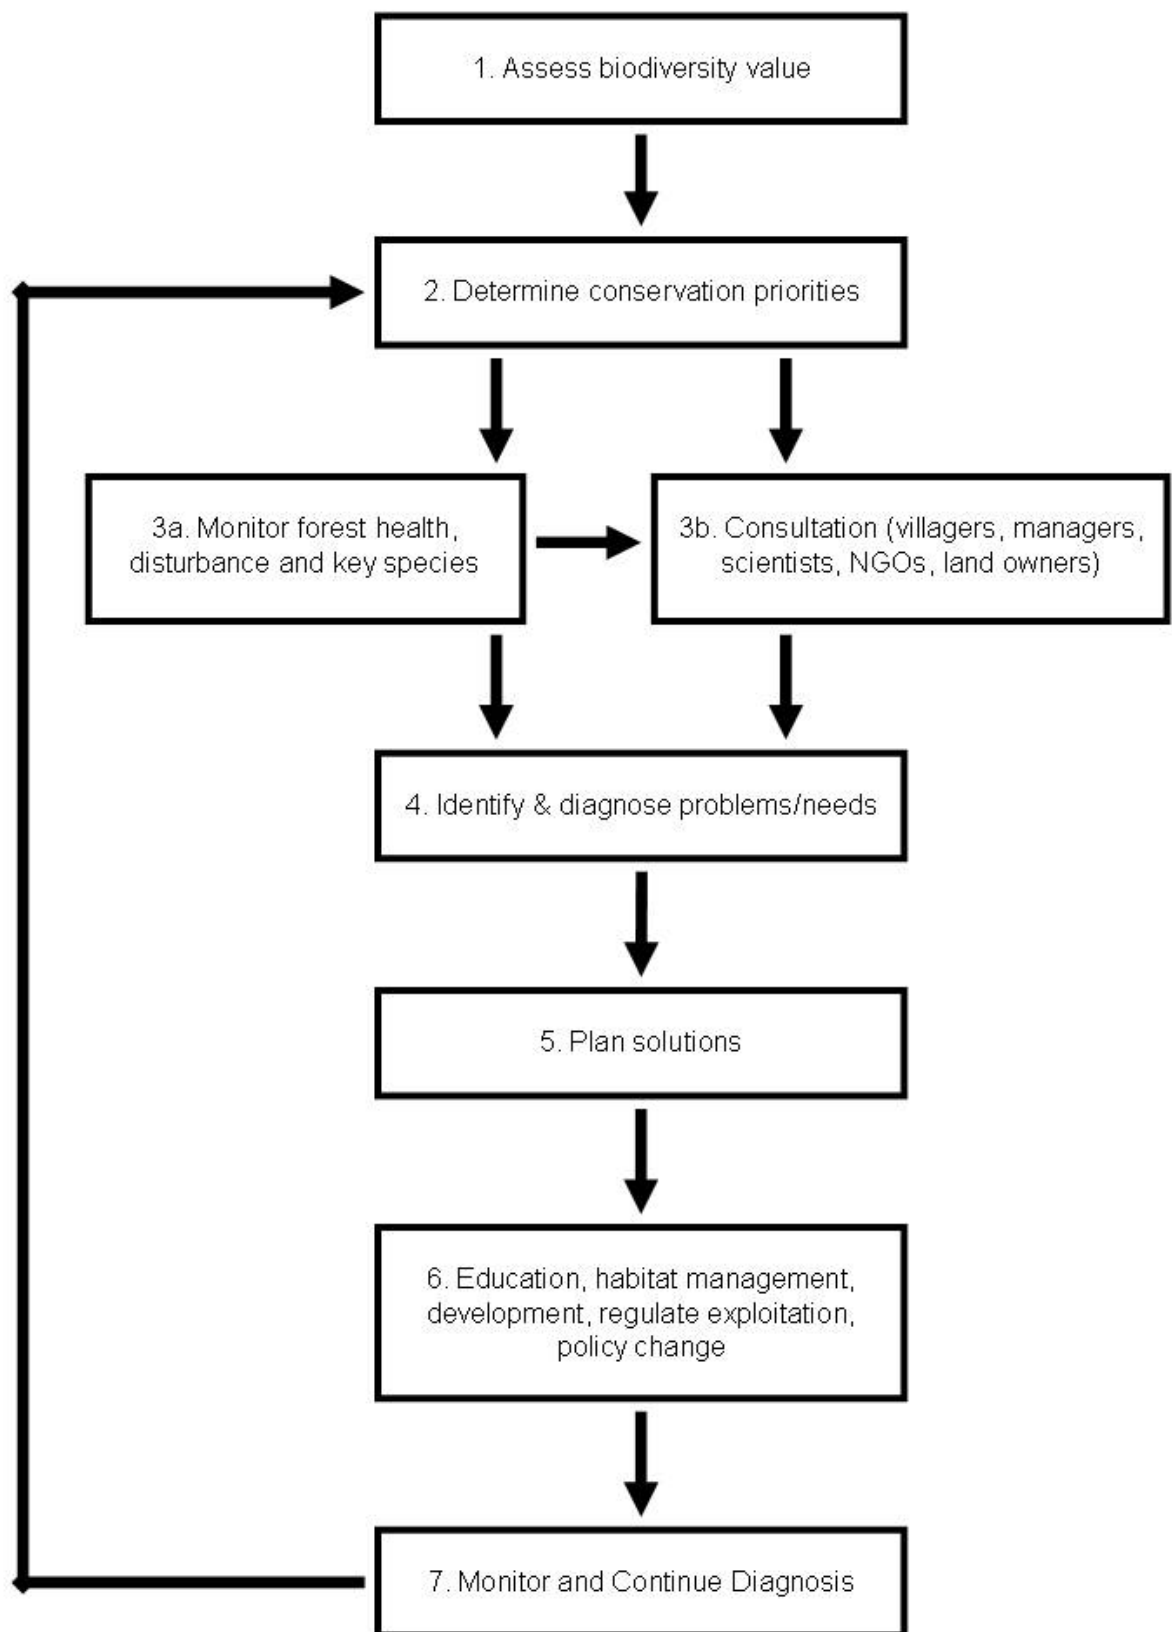 1. Assess biodiversity value
2. Determine conservation priorities
3a. Monitor forest health,
disturbance and key species
3b. Consultation (villagers, managers,
scientists, NGOs, land owners)
4. Identify & diagnose problems/needs
5. Plan solutions
6. Education, habitat management,
development, regulate exploitation,
policy change
7. Monitor and Continue Diagnosis